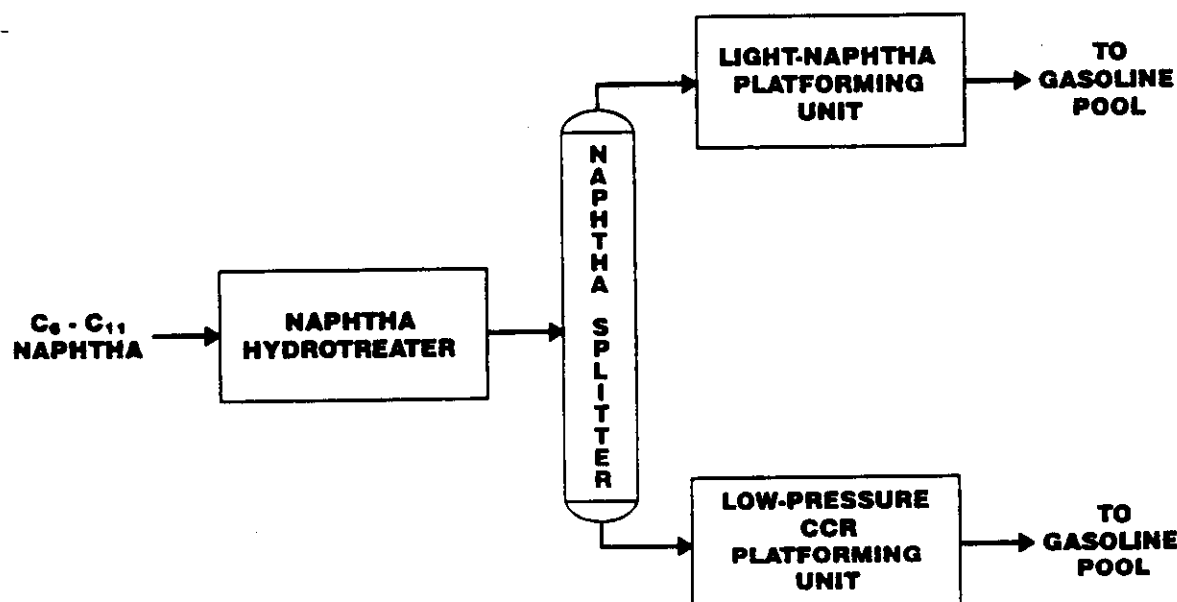 LIGHT-NAPHTHA
PLATFORMING
UNIT
TO
GASOLINE
POOL
NAPHTHA SPLITTER
C₆ - C₁₁
NAPHTHA
NAPHTHA
HYDROTREATER
LOW-PRESSURE
CCR
PLATFORMING
UNIT
TO
GASOLINE
POOL